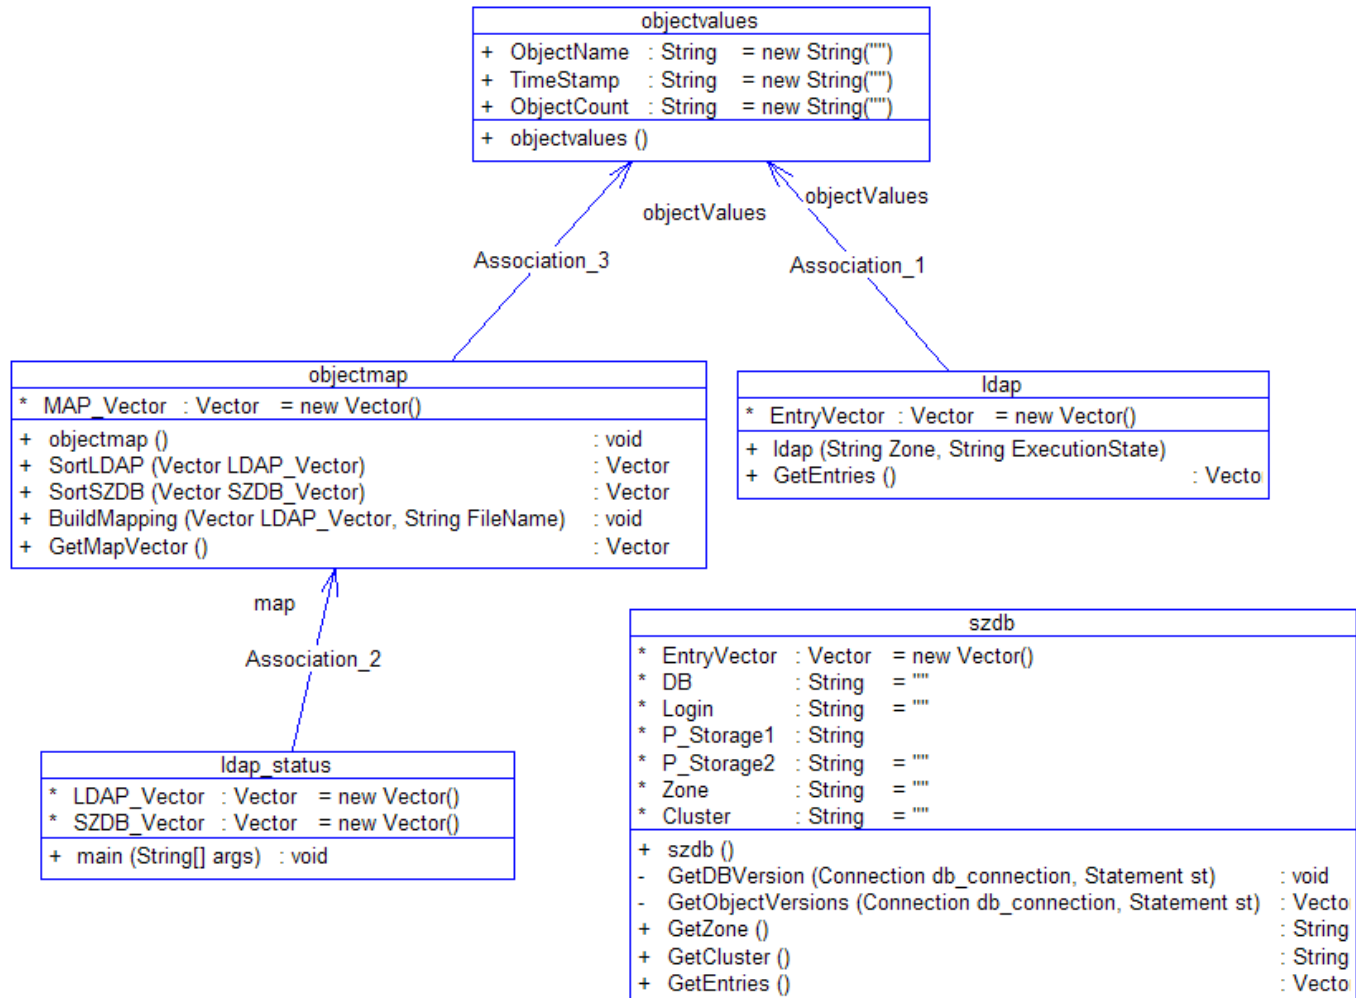 objectvalues
+ ObjectName : String = new String("")
+ TimeStamp : String = new String("")
+ ObjectCount : String = new String("")
+ objectvalues ()
objectValues
objectValues
Association_3
Association_1
objectmap
* MAP_Vector : Vector = new Vector()
+ objectmap () : void
+ SortLDAP (Vector LDAP_Vector) : Vector
+ SortSZDB (Vector SZDB_Vector) : Vector
+ BuildMapping (Vector LDAP_Vector, String FileName) : void
+ GetMapVector () : Vector
ldap
* EntryVector : Vector = new Vector()
+ ldap (String Zone, String ExecutionState)
+ GetEntries () : Vecto
map
Association_2
ldap_status
* LDAP_Vector : Vector = new Vector()
* SZDB_Vector : Vector = new Vector()
+ main (String[] args) : void
szdb
* EntryVector : Vector = new Vector()
* DB : String = ""
* Login : String = ""
* P_Storage1 : String
* P_Storage2 : String = ""
* Zone : String = ""
* Cluster : String = ""
+ szdb ()
- GetDBVersion (Connection db_connection, Statement st) : void
- GetObjectVersions (Connection db_connection, Statement st) : Vecto
+ GetZone () : String
+ GetCluster () : String
+ GetEntries () : Vecto